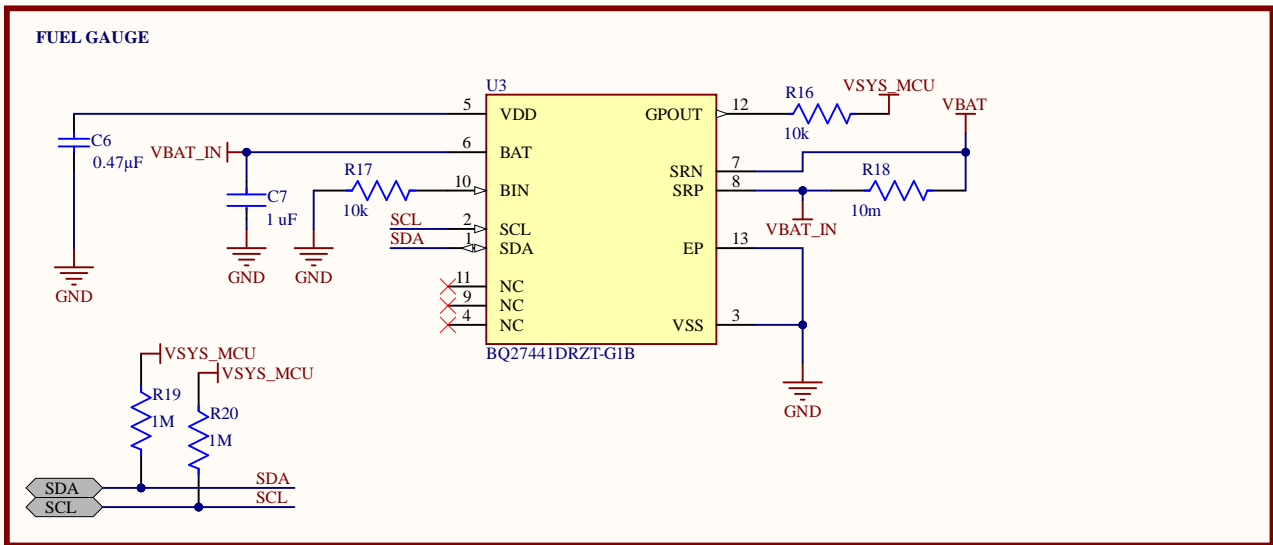 FUEL GAUGE
U3
VSYS_MCU
R16
VBAT
5 VDD GPOUT 12
10k
C6
0.47µF
VBAT_IN
6 BAT
SRN 7
R17
R18
10 BIN SRP 8
C7
1 uF
10k
10m
SCL 2 SCL
VBAT_IN
SDA 1 SDA EP 13
GND
GND
GND
11 NC
9 NC
4 NC VSS 3
BQ27441DRZT-G1B
VSYS_MCU
VSYS_MCU
GND
R19
1M
R20
1M
SDA SDA
SCL SCL